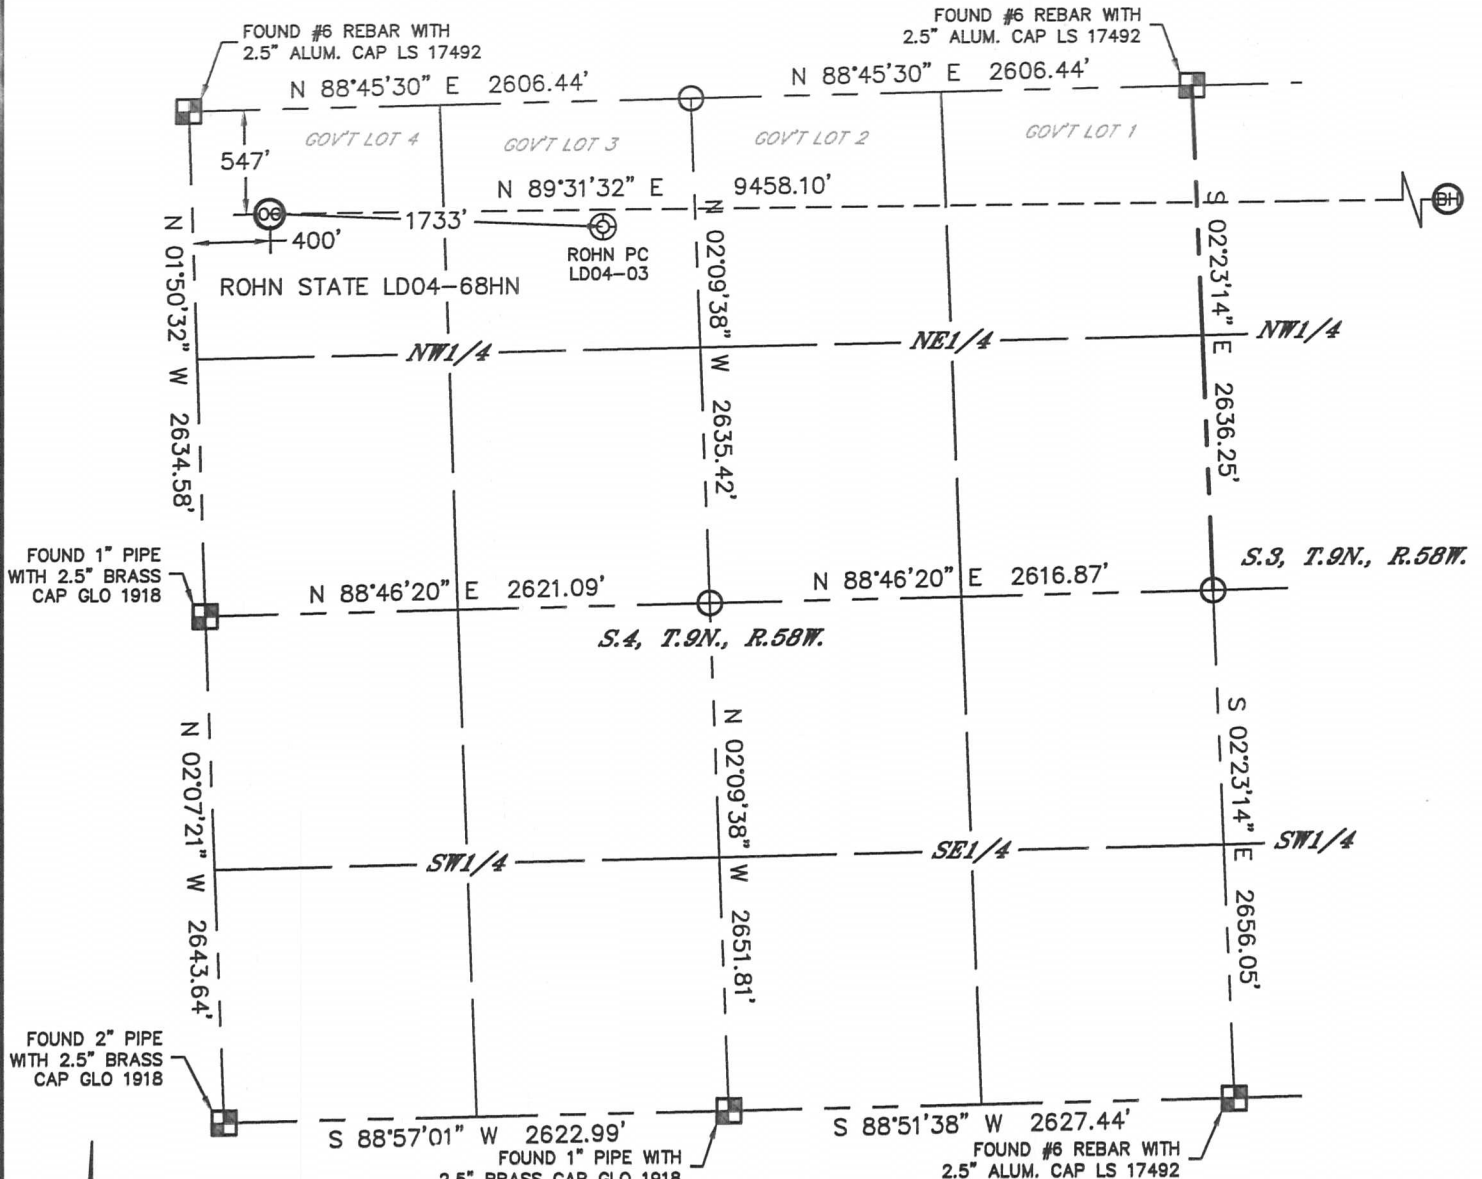 FOUND #6 REBAR WITH
2.5" ALUM. CAP LS 17492
FOUND #6 REBAR WITH
2.5" ALUM. CAP LS 17492
N 88°45'30" E 2606.44'
N 88°45'30" E 2606.44'
GOV'T LOT 4
GOV'T LOT 3
GOV'T LOT 2
GOV'T LOT 1
547'
N 89°31'32" E 9458.10'
OG
1733'
BH
400'
ROHN PC
LD04-03
ROHN STATE LD04-68HN
N 01°50'32" W 2634.58'
N 02°09'38" W 2635.42'
S 02°23'14" E 2636.25'
NW1/4
NE1/4
NW1/4
FOUND 1" PIPE
WITH 2.5" BRASS
CAP GLO 1918
N 88°46'20" E 2621.09'
N 88°46'20" E 2616.87'
S.3, T.9N., R.58W.
S.4, T.9N., R.58W.
N 02°07'21" W 2643.64'
N 02°09'38" W 2651.81'
S 02°23'14" E 2656.05'
SW1/4
SE1/4
SW1/4
FOUND 2" PIPE
WITH 2.5" BRASS
CAP GLO 1918
S 88°57'01" W 2622.99'
S 88°51'38" W 2627.44'
FOUND 1" PIPE WITH
2.5" BRASS CAP GLO 1918
FOUND #6 REBAR WITH
2.5" ALUM. CAP LS 17492